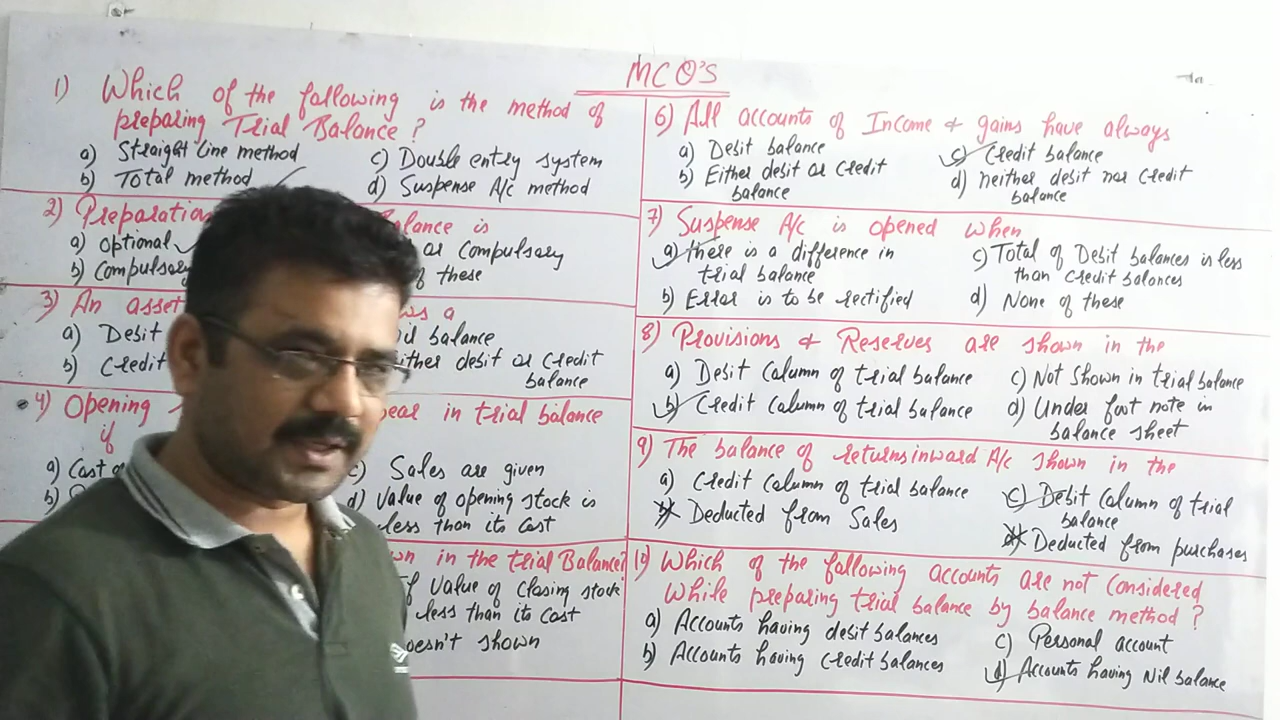 MCQ'S
1) Which of the following is the method of
preparing Trial Balance ?
a) Straight Line method
b) Total method
c) Double entry system
d) Suspense A/c method
2) Preparation
Balance is
a) optional
b) Compulsory
or Compulsory
of these
3) An asset
a) Debit
b) Credit
balance
either debit or Credit
balance
4) Opening
in trial balance
if
a) Cost
c) Sales are given
b)
d) Value of opening stock is
less than its Cost
in the trial Balance?
Value of Closing stock
less than its Cost
doesn't shown
6) All accounts of Income & gains have always
a) Debit balance
b) Either debit or Credit
balance
c) Credit balance
d) neither debit nor Credit
balance
7) Suspense A/c is opened when
a) there is a difference in
trial balance
b) Error is to be rectified
c) Total of Debit balances is less
than Credit balances
d) None of these
8) Provisions & Reserves are shown in the
a) Debit Column of trial balance
b) Credit Column of trial balance
c) Not Shown in trial balance
d) Under foot note in
balance sheet
9) The balance of returns inward A/c shown in the
a) Credit Column of trial balance
Deducted from Sales
c) Debit Column of trial
balance
Deducted from purchases
10) Which of the following accounts are not considered
While preparing trial balance by balance method ?
a) Accounts having debit balances
b) Accounts having Credit balances
c) Personal account
d) Accounts having Nil balance